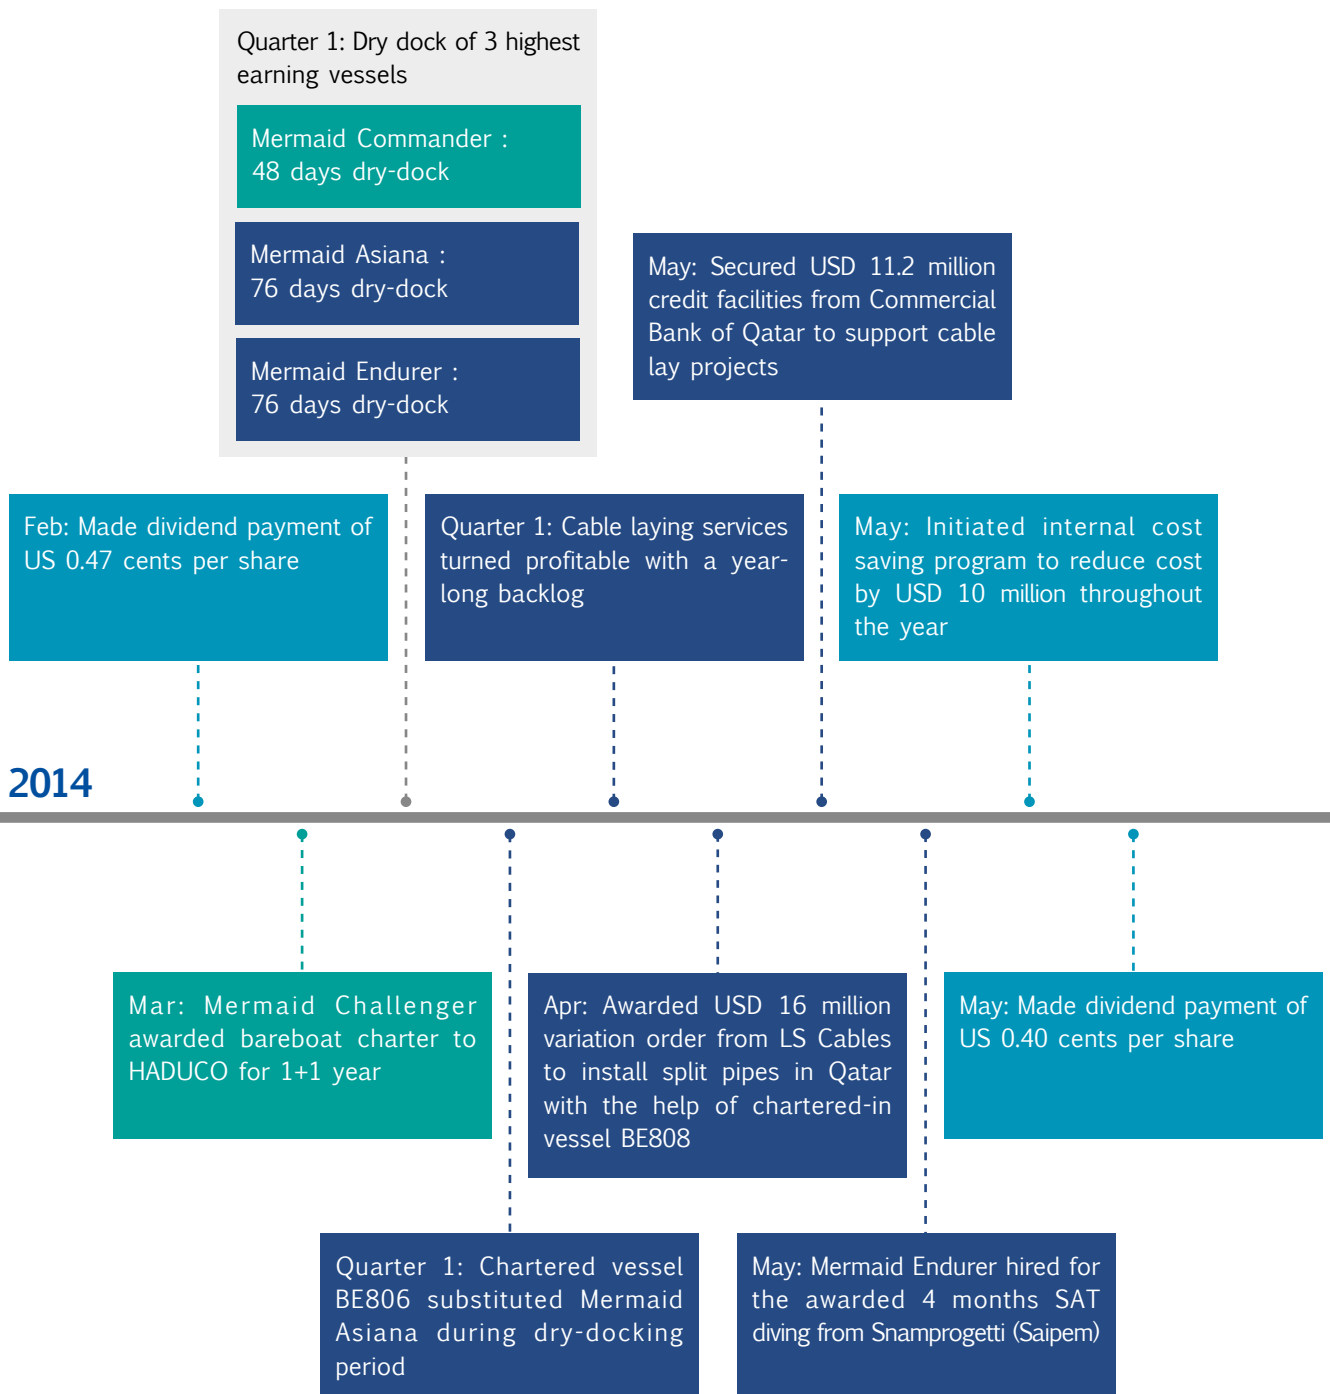 Quarter 1: Dry dock of 3 highest
earning vessels
Mermaid Commander :
48 days dry-dock
Mermaid Asiana :
76 days dry-dock
Mermaid Endurer :
76 days dry-dock
May: Secured USD 11.2 million
credit facilities from Commercial
Bank of Qatar to support cable
lay projects
Feb: Made dividend payment of
US 0.47 cents per share
Quarter 1: Cable laying services
turned profitable with a year-
long backlog
May: Initiated internal cost
saving program to reduce cost
by USD 10 million throughout
the year
2014
Mar: Mermaid Challenger
awarded bareboat charter to
HADUCO for 1+1 year
Apr: Awarded USD 16 million
variation order from LS Cables
to install split pipes in Qatar
with the help of chartered-in
vessel BE808
May: Made dividend payment of
US 0.40 cents per share
Quarter 1: Chartered vessel
BE806 substituted Mermaid
Asiana during dry-docking
period
May: Mermaid Endurer hired for
the awarded 4 months SAT
diving from Snamprogetti (Saipem)